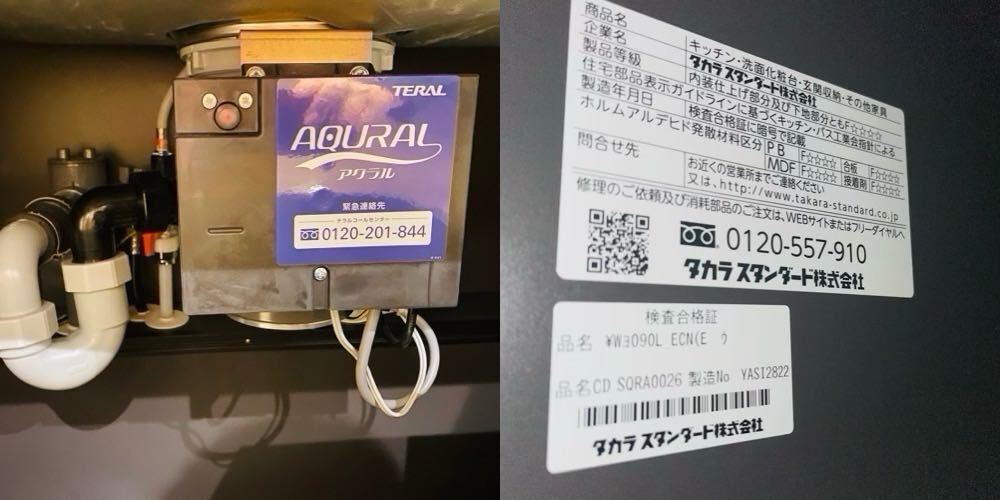 TERAL
AQURAL
アクラル
緊急連絡先
テラルコールセンター
0120-201-844
商品名
キッチン・洗面化粧台・玄関収納・その他家具
企業名
タカラスタンダード株式会社
製品等級
内装仕上げ部分及び下地部分ともF☆☆☆☆
住宅部品表示ガイドラインに基づくキッチン・バス工業会指針による
製造年月日
検査合格証に暗号で記載
ホルムアルデヒド発散材料区分
PB F☆☆☆☆ 合板 F☆☆☆☆
MDF F☆☆☆☆ 接着剤 F☆☆☆☆
問合せ先
お近くの営業所までご連絡ください
又は、http://www.takara-standard.co.jp
修理のご依頼及び消耗部品のご注文は、WEBサイトまたはフリーダイヤルへ
0120-557-910
タカラスタンダード株式会社
検査合格証
品名 ¥WЗ090L ECN(E ウ
品名CD SQRA0026 製造No YASI2822
タカラスタンダード株式会社